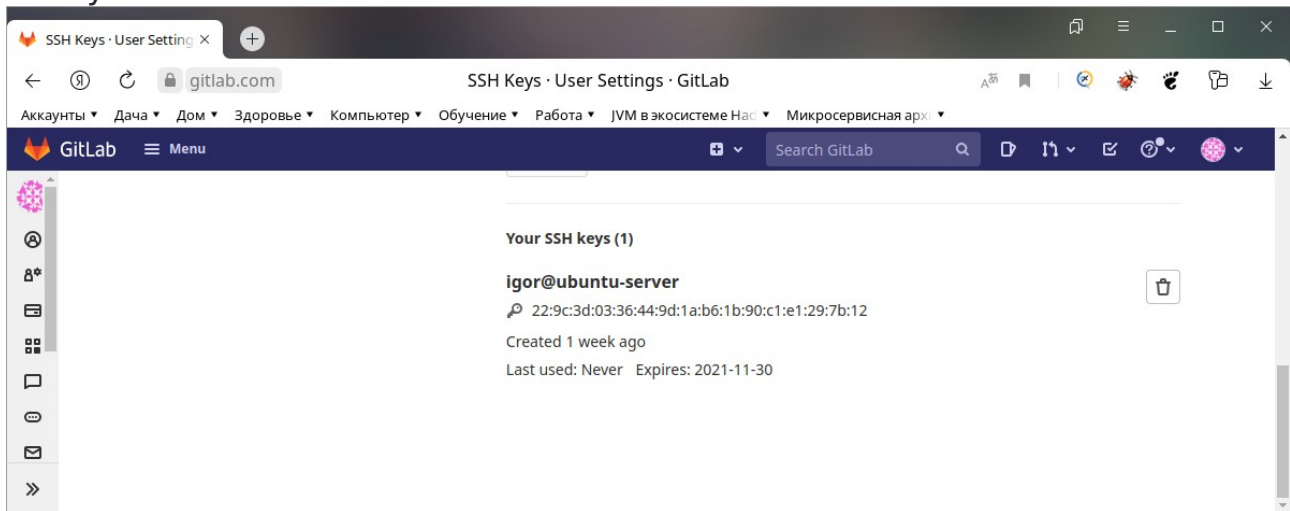 SSH Keys · User Setting
gitlab.com
SSH Keys · User Settings · GitLab
Аккаунты Дача Дом Здоровье Компьютер Обучение Работа JVM в экосистеме Had Микросервисная архи
GitLab Menu Search GitLab
Your SSH keys (1)
igor@ubuntu-server
22:9c:3d:03:36:44:9d:1a:b6:1b:90:c1:e1:29:7b:12
Created 1 week ago
Last used: Never Expires: 2021-11-30